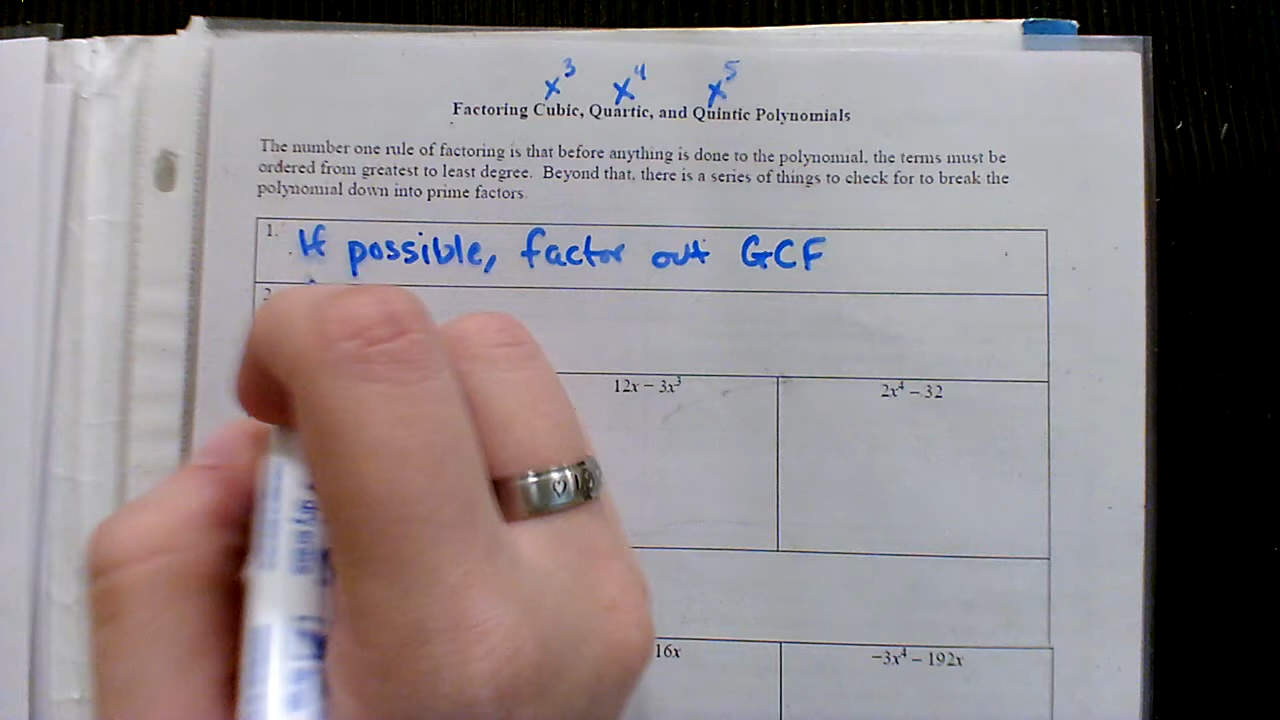 x³ x⁴ x⁵
Factoring Cubic, Quartic, and Quintic Polynomials
The number one rule of factoring is that before anything is done to the polynomial, the terms must be
ordered from greatest to least degree. Beyond that, there is a series of things to check for to break the
polynomial down into prime factors.
1. If possible, factor out GCF
2.
12x − 3x³
2x⁴ − 32
16x
−3x⁴ − 192x